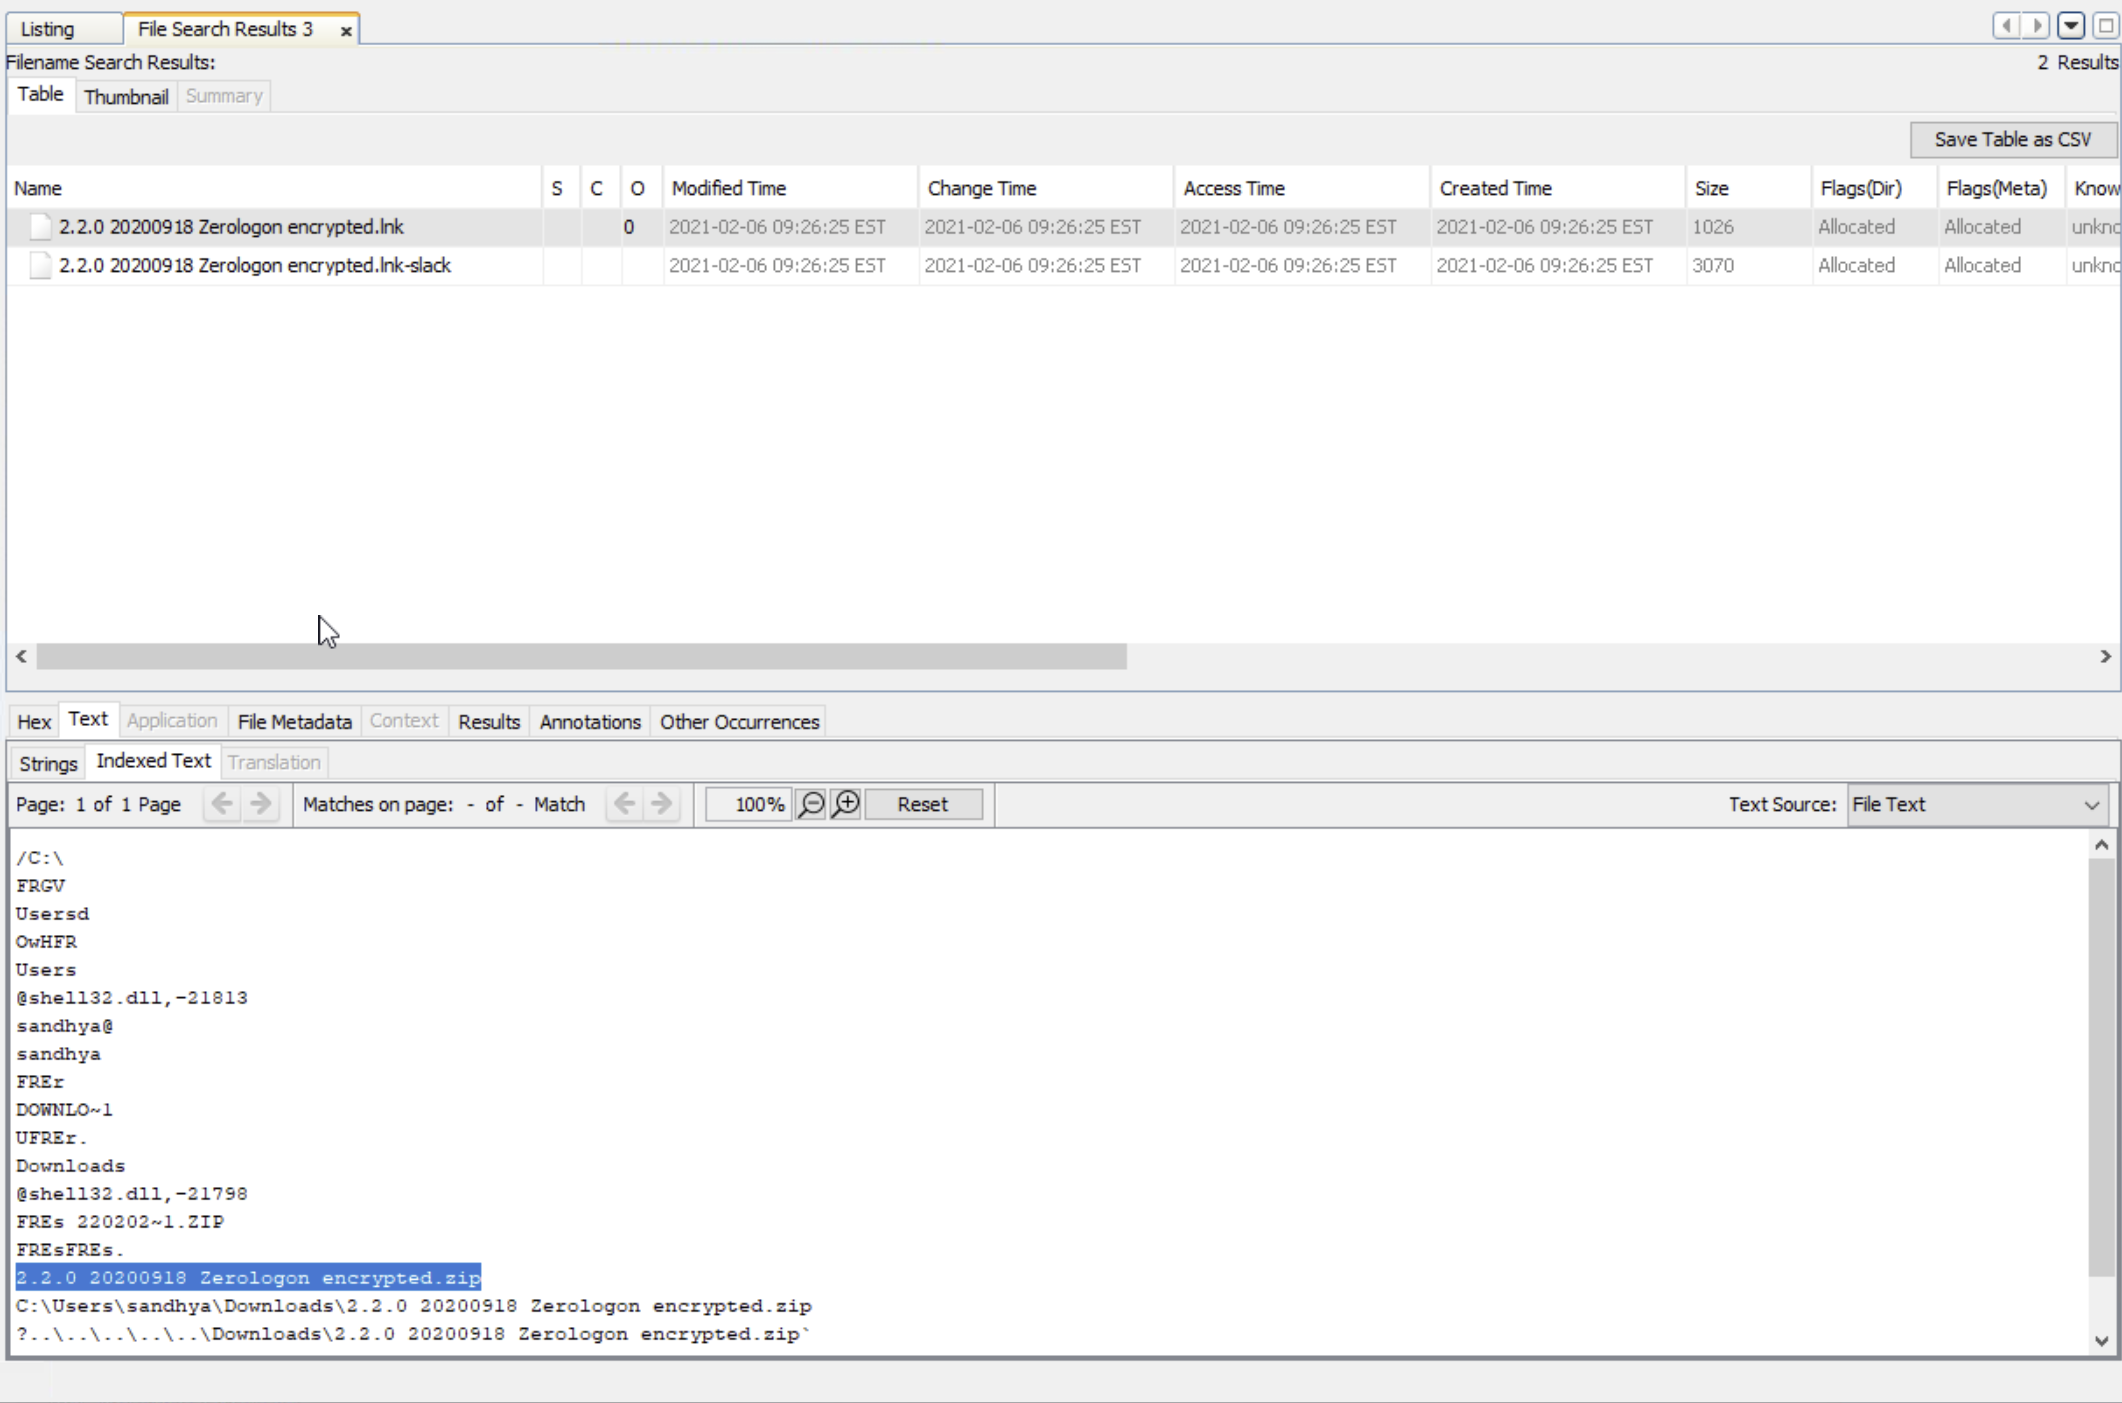 Listing File Search Results 3 x
Filename Search Results: 2 Results
Table Thumbnail Summary
Save Table as CSV
Name S C O Modified Time Change Time Access Time Created Time Size Flags(Dir) Flags(Meta) Know
2.2.0 20200918 Zerologon encrypted.lnk 0 2021-02-06 09:26:25 EST 2021-02-06 09:26:25 EST 2021-02-06 09:26:25 EST 2021-02-06 09:26:25 EST 1026 Allocated Allocated unknc
2.2.0 20200918 Zerologon encrypted.lnk-slack 2021-02-06 09:26:25 EST 2021-02-06 09:26:25 EST 2021-02-06 09:26:25 EST 2021-02-06 09:26:25 EST 3070 Allocated Allocated unknc
Hex Text Application File Metadata Context Results Annotations Other Occurrences
Strings Indexed Text Translation
Page: 1 of 1 Page Matches on page: - of - Match 100% Reset Text Source: File Text
/C:\
FRGV
Usersd
OwHFR
Users
@shell32.dll,-21813
sandhya@
sandhya
FREr
DOWNLO~1
UFREr.
Downloads
@shell32.dll,-21798
FREs 220202~1.ZIP
FREsFREs.
2.2.0 20200918 Zerologon encrypted.zip
C:\Users\sandhya\Downloads\2.2.0 20200918 Zerologon encrypted.zip
?..\..\..\..\..\Downloads\2.2.0 20200918 Zerologon encrypted.zip`